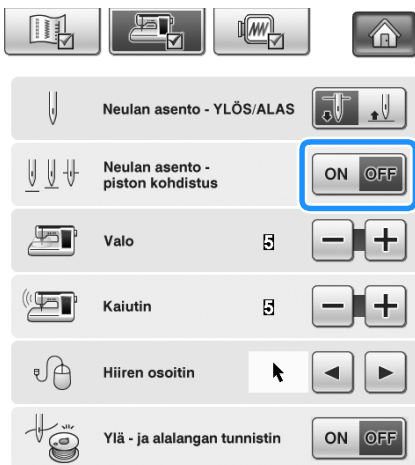 Neulan asento - YLÖS/ALAS
Neulan asento -
piston kohdistus
ON OFF
Valo 5
Kaiutin 5
Hiiren osoitin
Ylä - ja alalangan tunnistin ON OFF